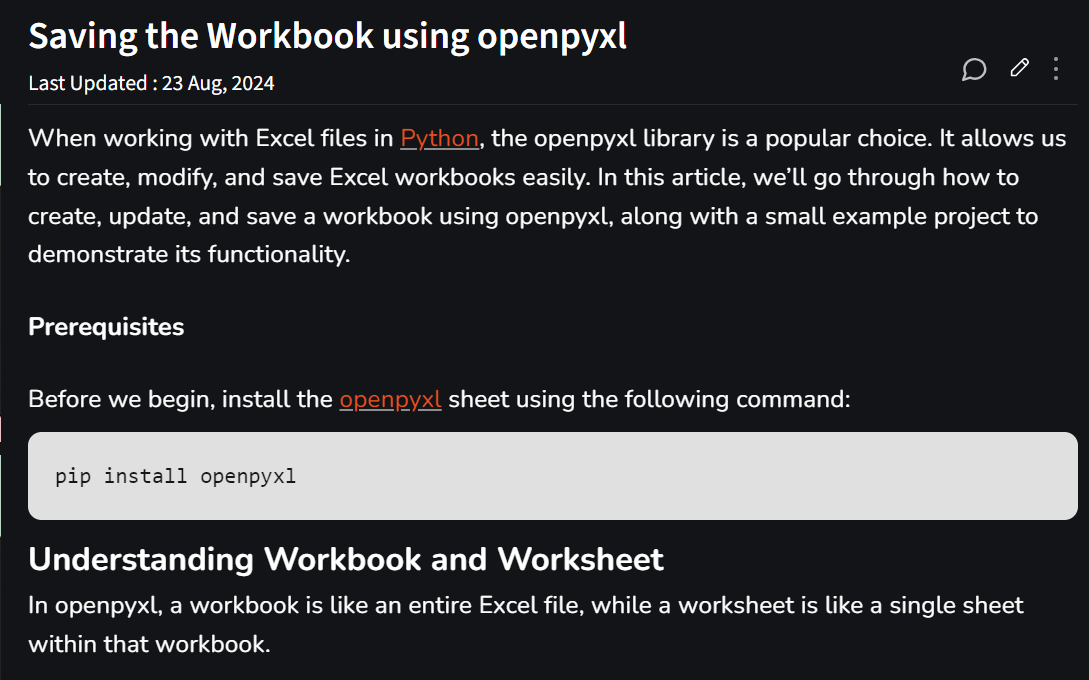 Saving the Workbook using openpyxl
Last Updated : 23 Aug, 2024
When working with Excel files in Python, the openpyxl library is a popular choice. It allows us
to create, modify, and save Excel workbooks easily. In this article, we’ll go through how to
create, update, and save a workbook using openpyxl, along with a small example project to
demonstrate its functionality.
Prerequisites
Before we begin, install the openpyxl sheet using the following command:
pip install openpyxl
Understanding Workbook and Worksheet
In openpyxl, a workbook is like an entire Excel file, while a worksheet is like a single sheet
within that workbook.